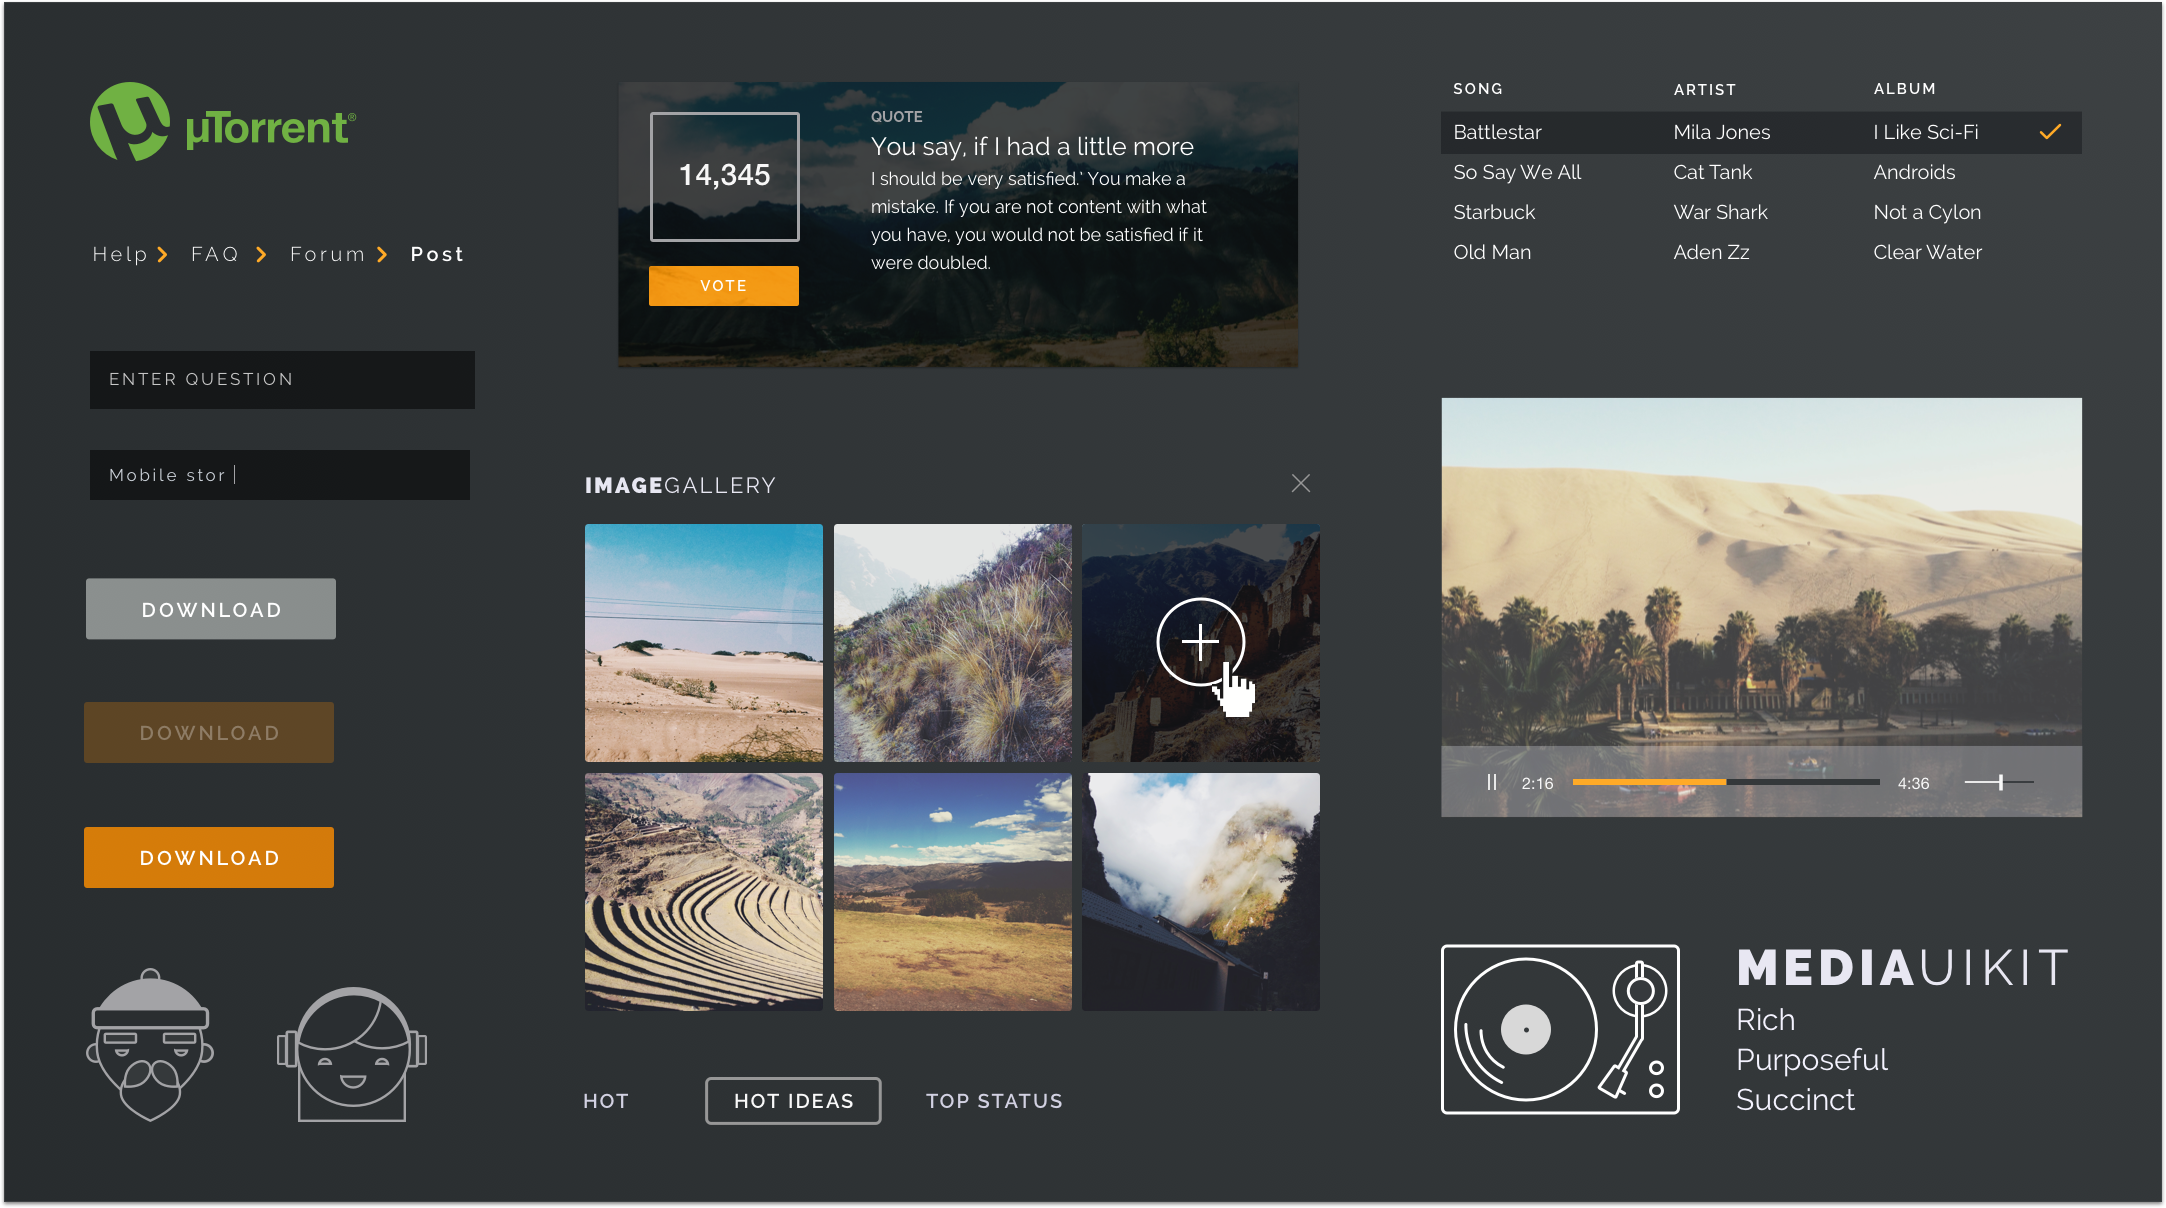 µTorrent®
Help > FAQ > Forum > Post
ENTER QUESTION
Mobile stor
DOWNLOAD
DOWNLOAD
DOWNLOAD
14,345
VOTE
QUOTE
You say, if I had a little more
I should be very satisfied.' You make a
mistake. If you are not content with what
you have, you would not be satisfied if it
were doubled.
IMAGEGALLERY
HOT
HOT IDEAS
TOP STATUS
SONG ARTIST ALBUM
Battlestar Mila Jones I Like Sci-Fi
So Say We All Cat Tank Androids
Starbuck War Shark Not a Cylon
Old Man Aden Zz Clear Water
2:16 4:36
MEDIAUIKIT
Rich
Purposeful
Succinct